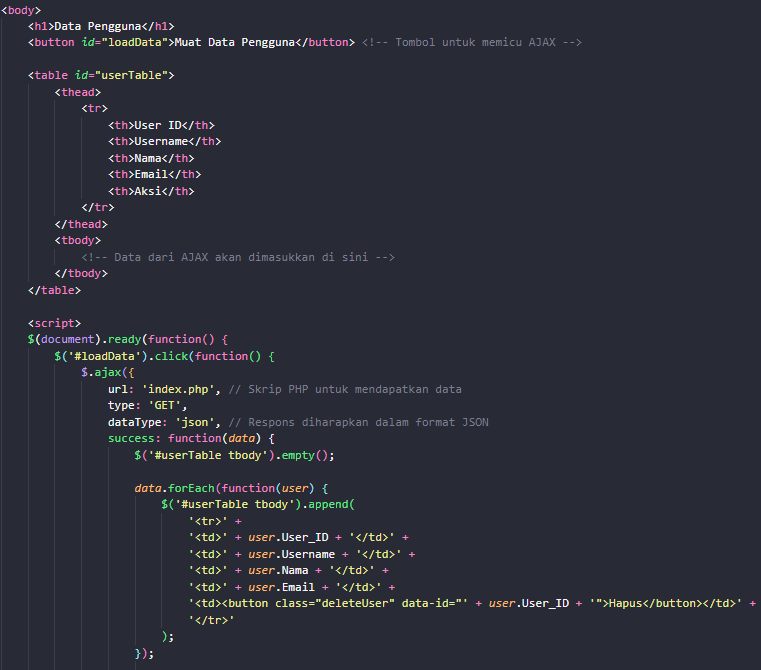 <body>
<h1>Data Pengguna</h1>
<button id="loadData">Muat Data Pengguna</button> <!-- Tombol untuk memicu AJAX -->
<table id="userTable">
<thead>
<tr>
<th>User ID</th>
<th>Username</th>
<th>Nama</th>
<th>Email</th>
<th>Aksi</th>
</tr>
</thead>
<tbody>
<!-- Data dari AJAX akan dimasukkan di sini -->
</tbody>
</table>
<script>
$(document).ready(function() {
$('#loadData').click(function() {
$.ajax({
url: 'index.php', // Skrip PHP untuk mendapatkan data
type: 'GET',
dataType: 'json', // Respons diharapkan dalam format JSON
success: function(data) {
$('#userTable tbody').empty();
data.forEach(function(user) {
$('#userTable tbody').append(
'<tr>' +
'<td>' + user.User_ID + '</td>' +
'<td>' + user.Username + '</td>' +
'<td>' + user.Nama + '</td>' +
'<td>' + user.Email + '</td>' +
'<td><button class="deleteUser" data-id="' + user.User_ID + '">Hapus</button></td>' +
'</tr>'
);
});